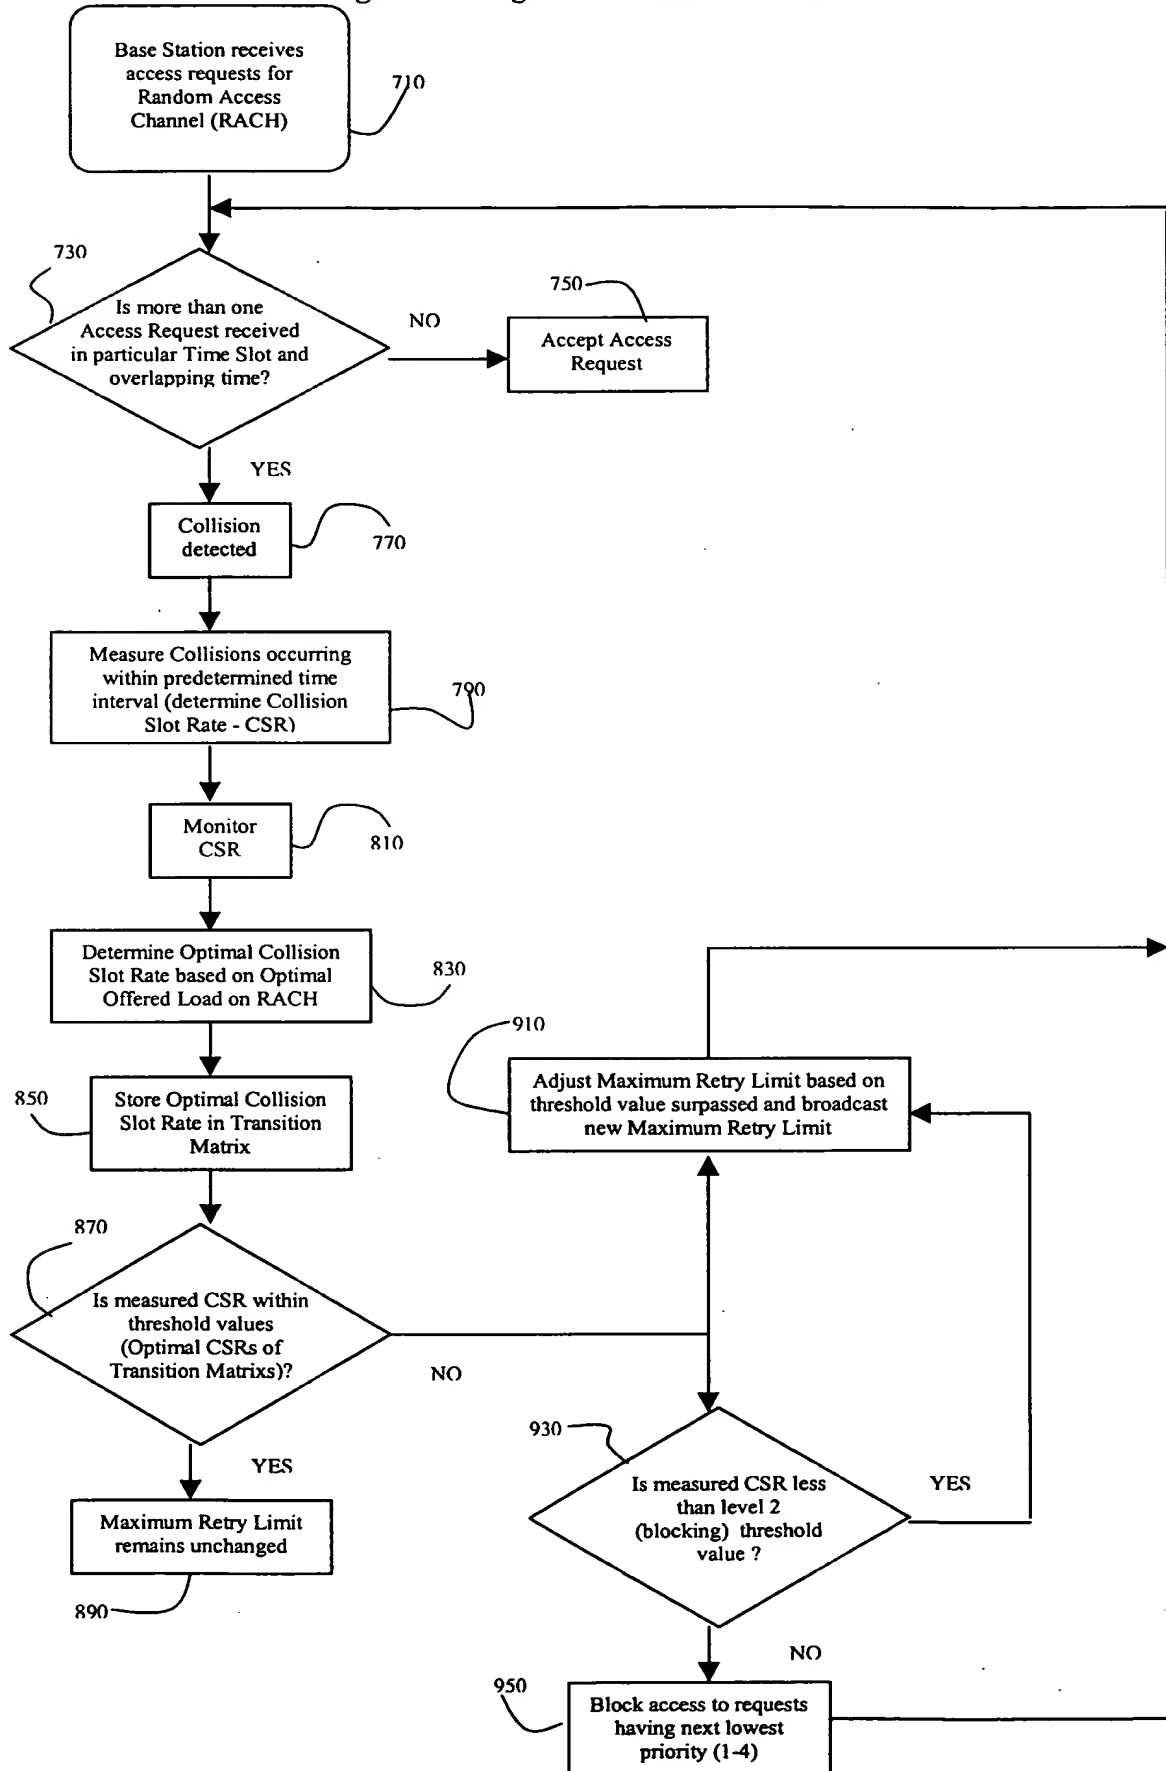 Base Station receives
access requests for
Random Access
Channel (RACH)
710
730
Is more than one
Access Request received
in particular Time Slot and
overlapping time?
NO
750
Accept Access
Request
YES
Collision
detected
770
Measure Collisions occurring
within predetermined time
interval (determine Collision
Slot Rate - CSR)
790
Monitor
CSR
810
Determine Optimal Collision
Slot Rate based on Optimal
Offered Load on RACH
830
850
Store Optimal Collision
Slot Rate in Transition
Matrix
910
Adjust Maximum Retry Limit based on
threshold value surpassed and broadcast
new Maximum Retry Limit
870
Is measured CSR within
threshold values
(Optimal CSRs of
Transition Matrixs)?
NO
YES
Maximum Retry Limit
remains unchanged
890
930
Is measured CSR less
than level 2
(blocking) threshold
value ?
YES
NO
950
Block access to requests
having next lowest
priority (1-4)